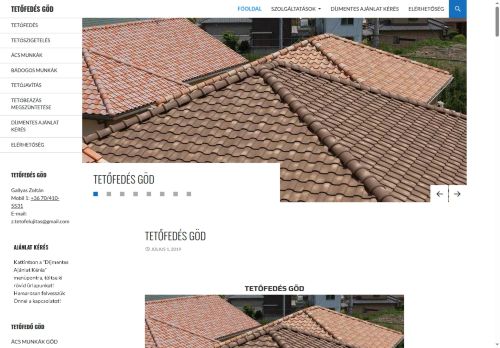 TETŐFEDÉS GÖD
FŐOLDAL
SZOLGÁLTATÁSOK
DÍJMENTES AJÁNLAT KÉRÉS
ELÉRHETŐSÉG
TETŐFEDÉS
TETŐSZIGETELÉS
ÁCS MUNKÁK
BÁDOGOS MUNKÁK
TETŐJAVÍTÁS
TETŐBEÁZÁS
MEGSZÜNTETÉSE
DÍJMENTES AJÁNLAT
KÉRÉS
ELÉRHETŐSÉG
TETŐFEDÉS GÖD
Gallyas Zoltán
Mobil 1: +36 70/410-
5531
E-mail:
z.tetofelujitas@gmail.com
AJÁNLAT KÉRÉS
Kattintson a "Díjmentes
Ajánlat Kérés"
menüpontra, töltse ki
rövid űrlapunkat!
Hamarosan felvesszük
Önnel a kapcsolatot!
TETŐFEDŐ GÖD
ÁCS MUNKÁK GÖD
TETŐFEDÉS GÖD
TETŐFEDÉS GÖD
JÚLIUS 1, 2019
TETŐFEDÉS GÖD